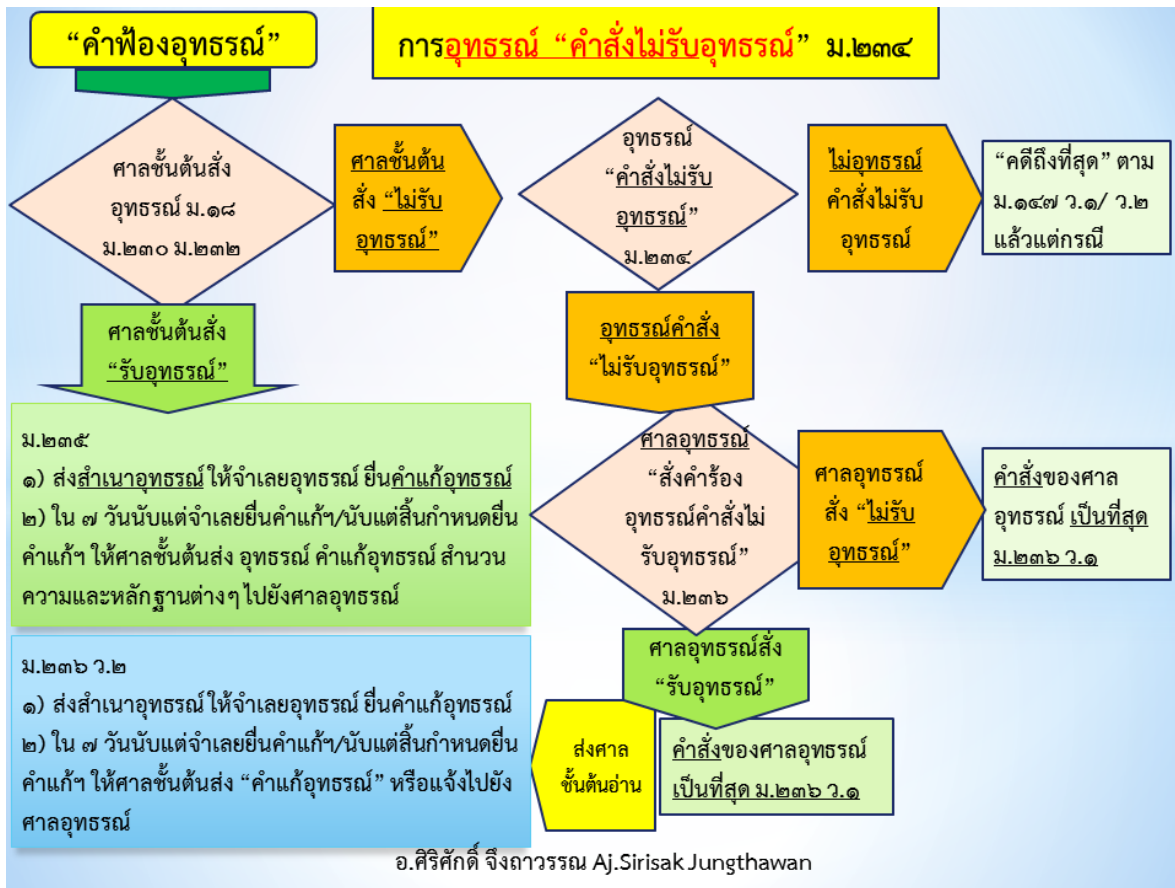 “คำฟ้องอุทธรณ์”
การอุทธรณ์ “คำสั่งไม่รับอุทธรณ์” ม.๒๓๔
ศาลชั้นต้นสั่ง
อุทธรณ์ ม.๑๘
ม.๒๓๐ ม.๒๓๒
ศาลชั้นต้น
สั่ง “ไม่รับ
อุทธรณ์”
อุทธรณ์
“คำสั่งไม่รับ
อุทธรณ์”
ม.๒๓๔
ไม่อุทธรณ์
คำสั่งไม่รับ
อุทธรณ์
“คดีถึงที่สุด” ตาม
ม.๑๔๗ ว.๑/ ว.๒
แล้วแต่กรณี
ศาลชั้นต้นสั่ง
“รับอุทธรณ์”
อุทธรณ์คำสั่ง
“ไม่รับอุทธรณ์”
ม.๒๓๕
๑) ส่งสำเนาอุทธรณ์ ให้จำเลยอุทธรณ์ ยื่นคำแก้อุทธรณ์
๒) ใน ๗ วันนับแต่จำเลยยื่นคำแก้ฯ/นับแต่สิ้นกำหนดยื่น
คำแก้ฯ ให้ศาลชั้นต้นส่ง อุทธรณ์ คำแก้อุทธรณ์ สำนวน
ความและหลักฐานต่างๆ ไปยังศาลอุทธรณ์
ศาลอุทธรณ์
“สั่งคำร้อง
อุทธรณ์คำสั่งไม่
รับอุทธรณ์”
ม.๒๓๖
ศาลอุทธรณ์
สั่ง “ไม่รับ
อุทธรณ์”
คำสั่งของศาล
อุทธรณ์ เป็นที่สุด
ม.๒๓๖ ว.๑
ศาลอุทธรณ์สั่ง
“รับอุทธรณ์”
ม.๒๓๖ ว.๒
๑) ส่งสำเนาอุทธรณ์ ให้จำเลยอุทธรณ์ ยื่นคำแก้อุทธรณ์
๒) ใน ๗ วันนับแต่จำเลยยื่นคำแก้ฯ/นับแต่สิ้นกำหนดยื่น
คำแก้ฯ ให้ศาลชั้นต้นส่ง “คำแก้อุทธรณ์” หรือแจ้งไปยัง
ศาลอุทธรณ์
ส่งศาล
ชั้นต้นอ่าน
คำสั่งของศาลอุทธรณ์
เป็นที่สุด ม.๒๓๖ ว.๑
อ.ศิริศักดิ์ จึงถาวรรณ Aj.Sirisak Jungthawan